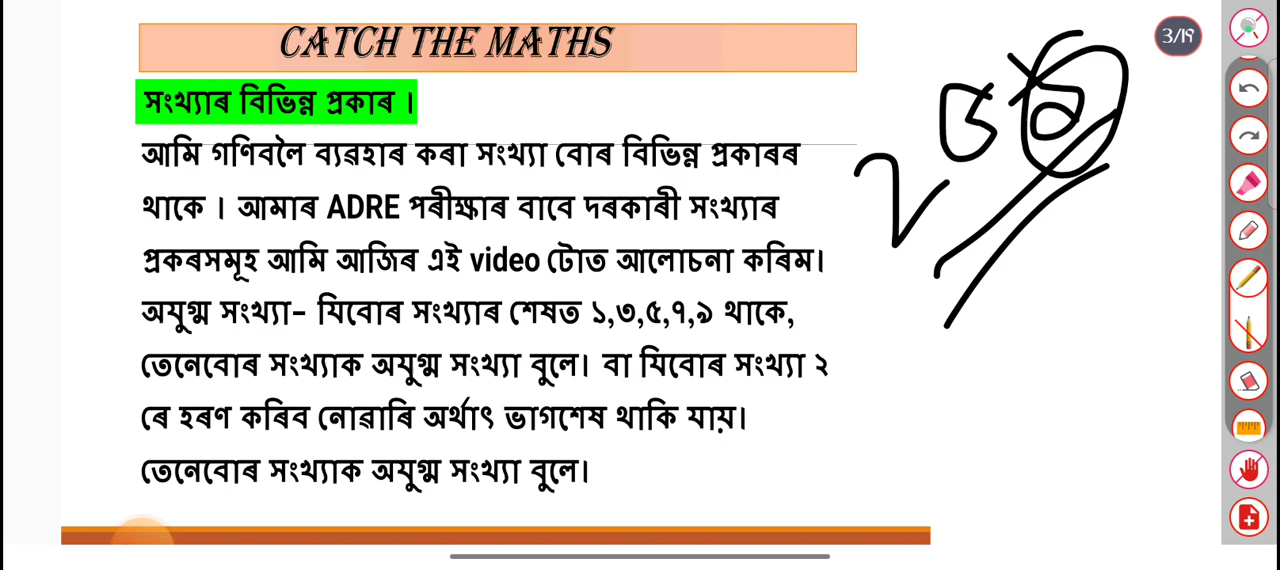 CATCH THE MATHS
3/19
সংখ্যাৰ বিভিন্ন প্ৰকাৰ ।
আমি গণিবলৈ ব্যৱহাৰ কৰা সংখ্যা বোৰ বিভিন্ন প্ৰকাৰৰ
থাকে । আমাৰ ADRE পৰীক্ষাৰ বাবে দৰকাৰী সংখ্যাৰ
প্ৰকৰসমূহ আমি আজিৰ এই video টোত আলোচনা কৰিম।
অযুগ্ম সংখ্যা– যিবোৰ সংখ্যাৰ শেষত ১,৩,৫,৭,৯ থাকে,
তেনেবোৰ সংখ্যাক অযুগ্ম সংখ্যা বুলে। বা যিবোৰ সংখ্যা ২
ৰে হৰণ কৰিব নোৱাৰি অৰ্থাৎ ভাগশেষ থাকি যায়।
তেনেবোৰ সংখ্যাক অযুগ্ম সংখ্যা বুলে।